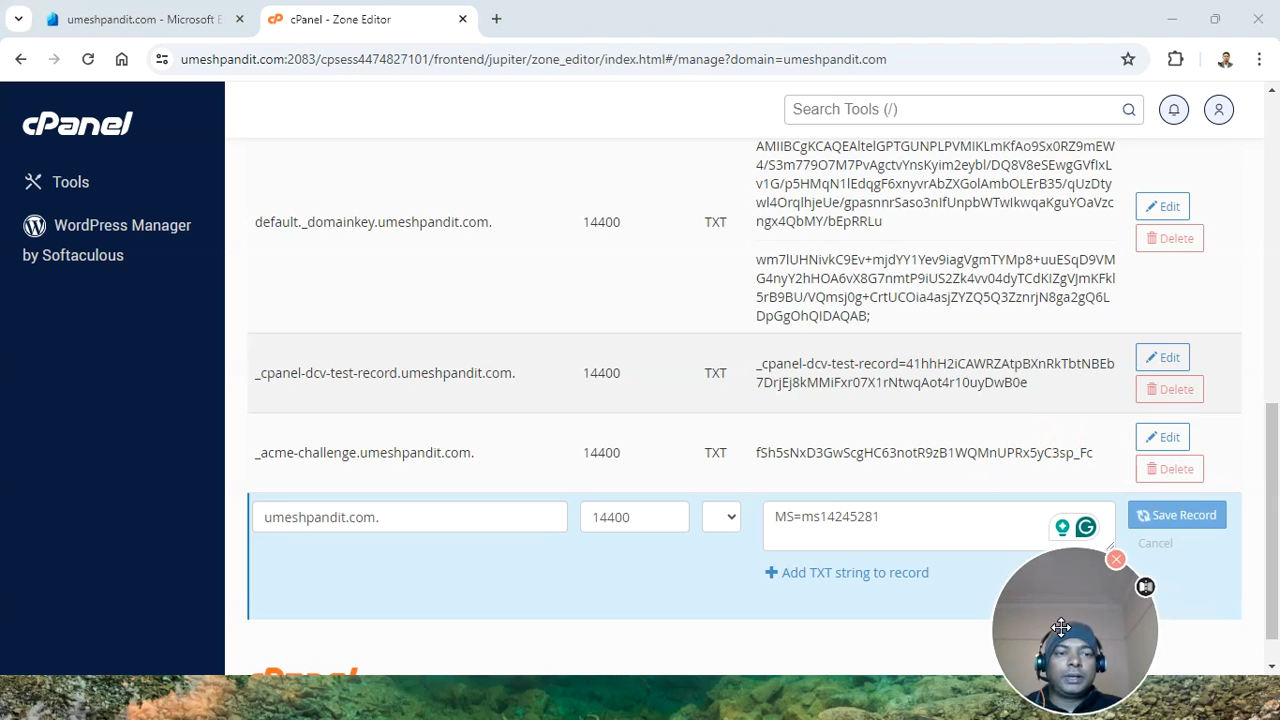 umeshpandit.com - Microsoft E
cPanel - Zone Editor
umeshpandit.com:2083/cpsess4474827101/frontend/jupiter/zone_editor/index.html#/manage?domain=umeshpandit.com
cPanel
Search Tools (/)
Tools
WordPress Manager
by Softaculous
default._domainkey.umeshpandit.com.
14400
TXT
AMIIBCgKCAQEAltelGPTGUNPLPVMIKLmKfAo9Sx0RZ9mEW
4/S3m779O7M7PvAgctvYnsKyim2eybl/DQ8V8eSEwgGVfIxL
v1G/p5HMqN1lEdqgF6xnyvrAbZXGolAmbOLErB35/qUzDty
wl4OrqlhjeUe/gpasnnrSaso3nIfUnpbWTwIkwqaKguYOaVzc
ngx4QbMY/bEpRRLu
wm7lUHNivkC9Ev+mjdYY1Yev9iagVgmTYMp8+uuESqD9VM
G4nyY2hHOA6vX8G7nmtP9iUS2Zk4vv04dyTCdKIZgVJmKFkl
5rB9BU/VQmsj0g+CrtUCOia4asjZYZQ5Q3ZznrjN8ga2gQ6L
DpGgOhQIDAQAB;
Edit
Delete
_cpanel-dcv-test-record.umeshpandit.com.
14400
TXT
_cpanel-dcv-test-record=41hhH2iCAWRZAtpBXnRkTbtNBEb
7DrjEj8kMMiFxr07X1rNtwqAot4r10uyDwB0e
Edit
Delete
_acme-challenge.umeshpandit.com.
14400
TXT
fSh5sNxD3GwScgHC63notR9zB1WQMnUPRx5yC3sp_Fc
Edit
Delete
umeshpandit.com.
14400
MS=ms14245281
Save Record
Cancel
Add TXT string to record